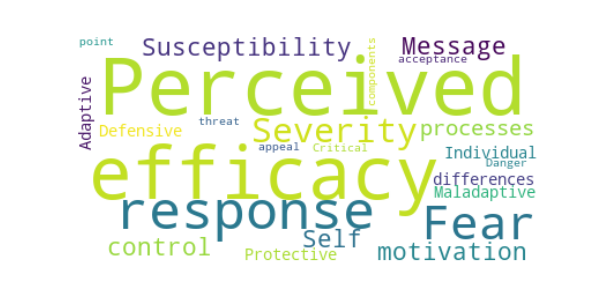 point
Susceptibility
components
Message
acceptance
Perceived
Adaptive
Defensive
threat
Severity
processes
appeal
Critical
Individual
Danger
efficacy
differences
Maladaptive
response
Fear
Self
control
Protective
motivation